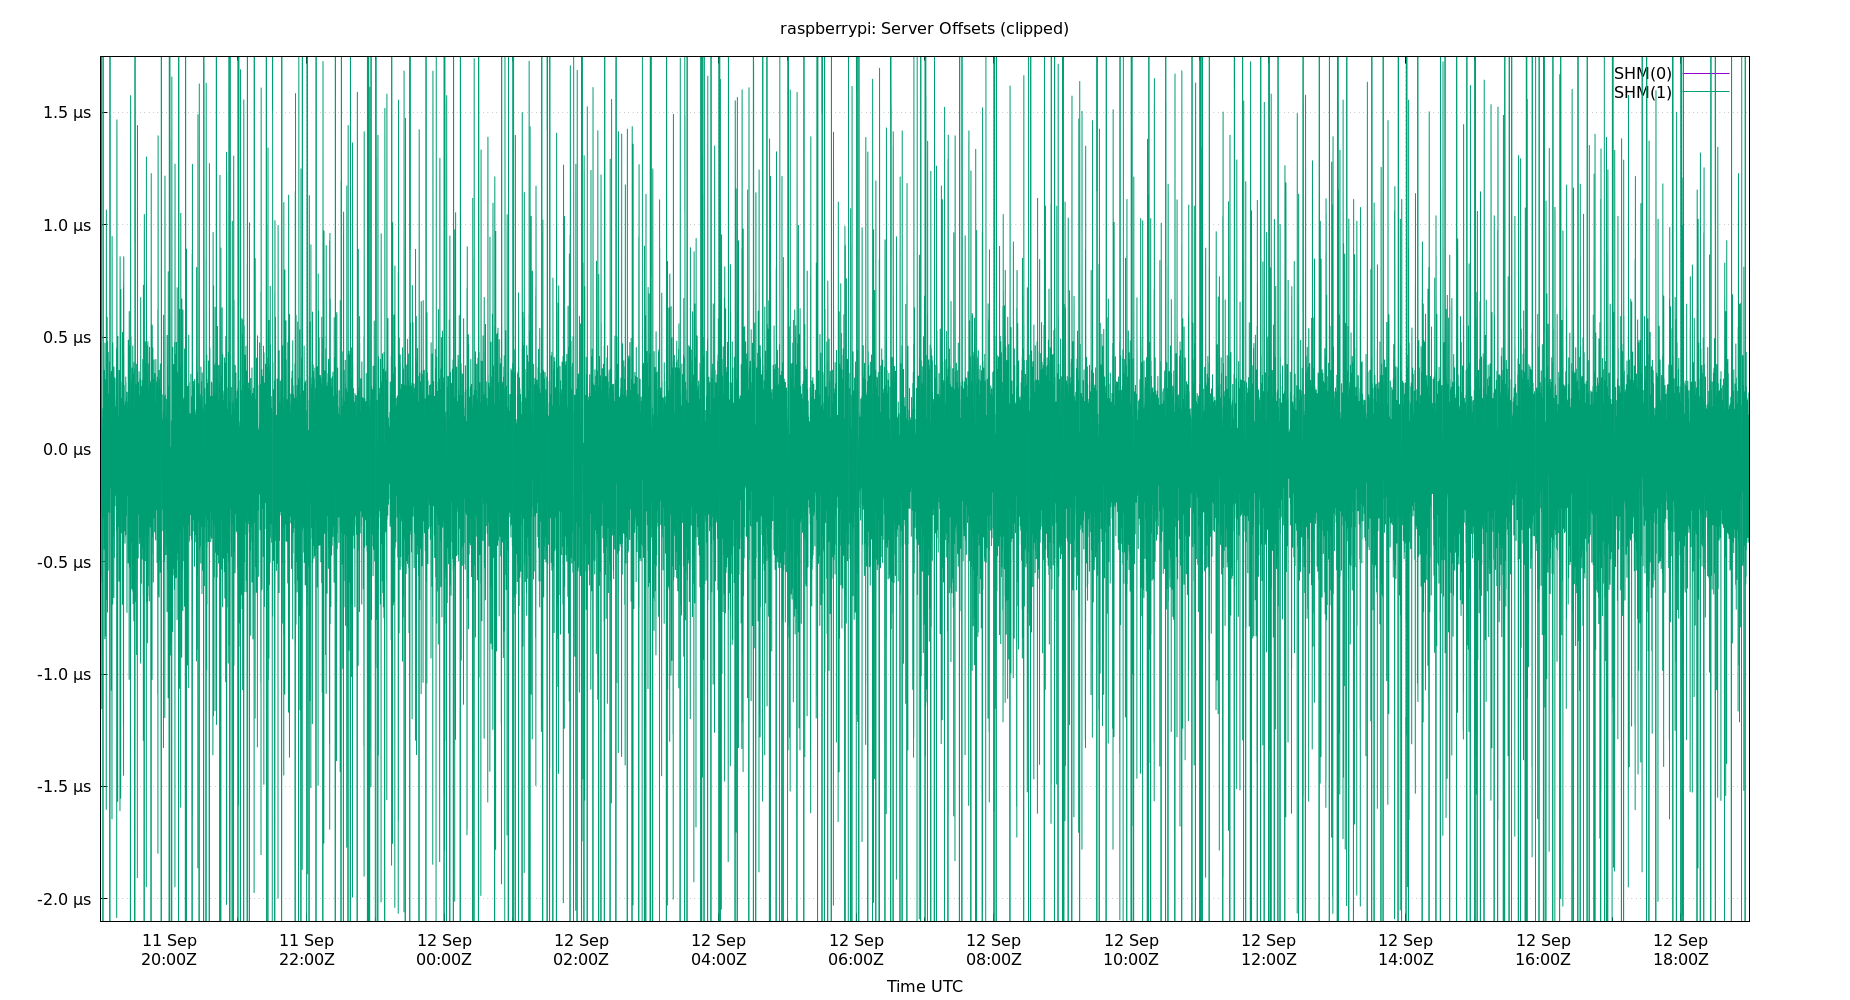 raspberrypi: Server Offsets (clipped)
SHM(0)
SHM(1)
1.5 µs
1.0 µs
0.5 µs
0.0 µs
-0.5 µs
-1.0 µs
-1.5 µs
-2.0 µs
11 Sep 11 Sep 12 Sep 12 Sep 12 Sep 12 Sep 12 Sep 12 Sep 12 Sep 12 Sep 12 Sep 12 Sep
20:00Z 22:00Z 00:00Z 02:00Z 04:00Z 06:00Z 08:00Z 10:00Z 12:00Z 14:00Z 16:00Z 18:00Z
Time UTC